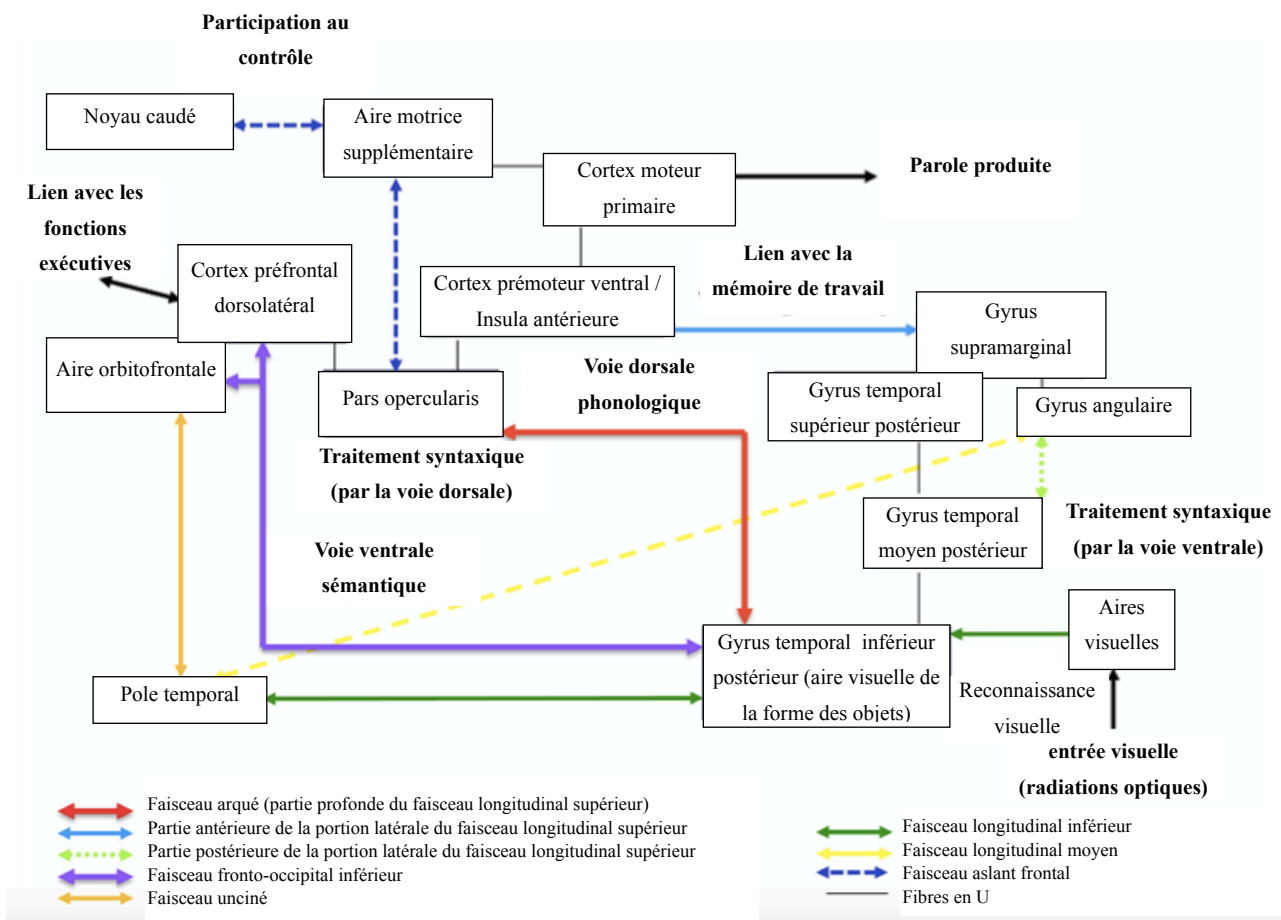 Participation au
contrôle
Noyau caudé
Aire motrice
supplémentaire
Cortex moteur
primaire
Parole produite
Lien avec les
fonctions
exécutives
Cortex préfrontal
dorsolatéral
Cortex prémoteur ventral /
Insula antérieure
Lien avec la
mémoire de travail
Gyrus
supramarginal
Aire orbitofrontale
Pars opercularis
Voie dorsale
phonologique
Gyrus temporal
supérieur postérieur
Gyrus angulaire
Traitement syntaxique
(par la voie dorsale)
Gyrus temporal
moyen postérieur
Traitement syntaxique
(par la voie ventrale)
Voie ventrale
sémantique
Aires
visuelles
Pole temporal
Gyrus temporal inférieur
postérieur (aire visuelle de
la forme des objets)
Reconnaissance
visuelle
entrée visuelle
(radiations optiques)
Faisceau arqué (partie profonde du faisceau longitudinal supérieur)
Partie antérieure de la portion latérale du faisceau longitudinal supérieur
Partie postérieure de la portion latérale du faisceau longitudinal supérieur
Faisceau fronto-occipital inférieur
Faisceau unciné
Faisceau longitudinal inférieur
Faisceau longitudinal moyen
Faisceau aslant frontal
Fibres en U